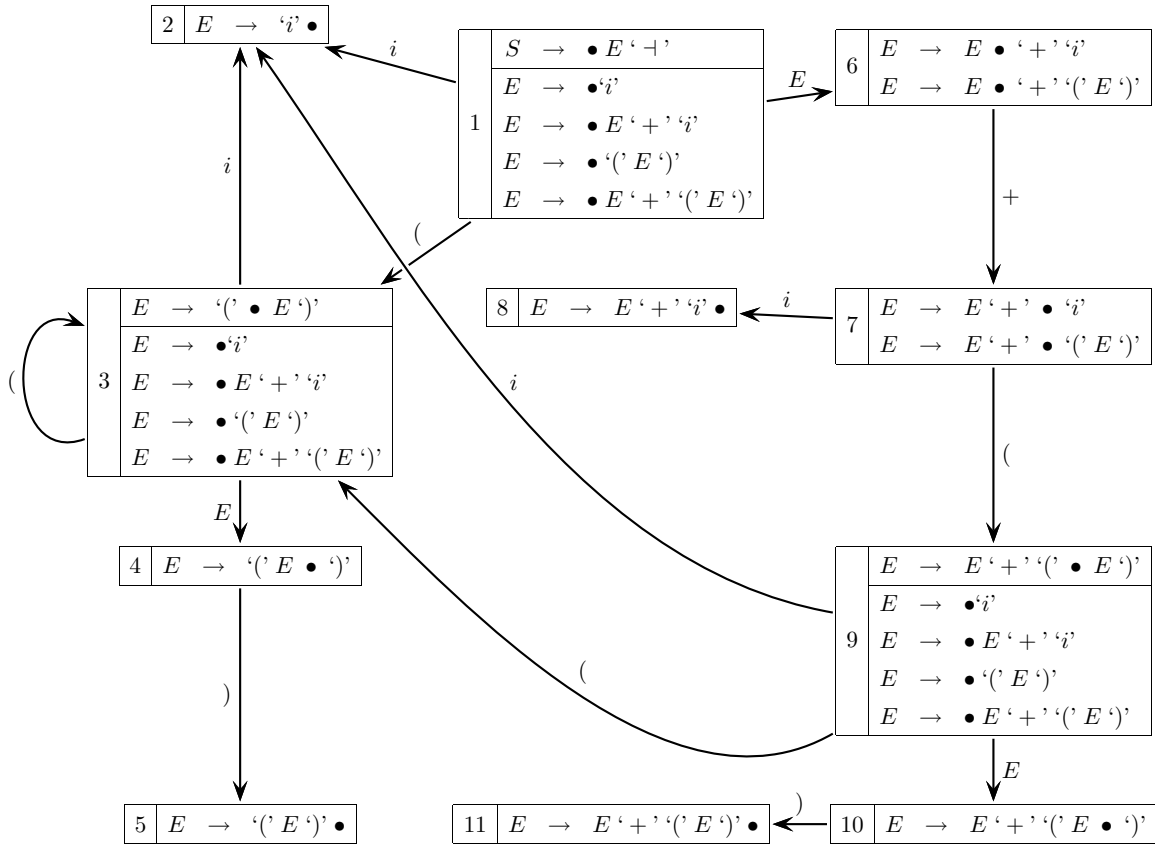 2 E → ‘i’ •
i
S → • E ‘ ⊣ ’
1
E → •‘i’
E → • E ‘ + ’ ‘i’
E → • ‘(’ E ‘)’
E → • E ‘ + ’ ‘(’ E ‘)’
E
6
E → E • ‘ + ’ ‘i’
E → E • ‘ + ’ ‘(’ E ‘)’
i
+
(
3
E → ‘(’ • E ‘)’
E → •‘i’
E → • E ‘ + ’ ‘i’
E → • ‘(’ E ‘)’
E → • E ‘ + ’ ‘(’ E ‘)’
(
8 E → E ‘ + ’ ‘i’ •
i
7
E → E ‘ + ’ • ‘i’
E → E ‘ + ’ • ‘(’ E ‘)’
i
(
E
4 E → ‘(’ E • ‘)’
9
E → E ‘ + ’ ‘(’ • E ‘)’
E → •‘i’
E → • E ‘ + ’ ‘i’
E → • ‘(’ E ‘)’
E → • E ‘ + ’ ‘(’ E ‘)’
(
)
E
5 E → ‘(’ E ‘)’ •
11 E → E ‘ + ’ ‘(’ E ‘)’ •
)
10 E → E ‘ + ’ ‘(’ E • ‘)’